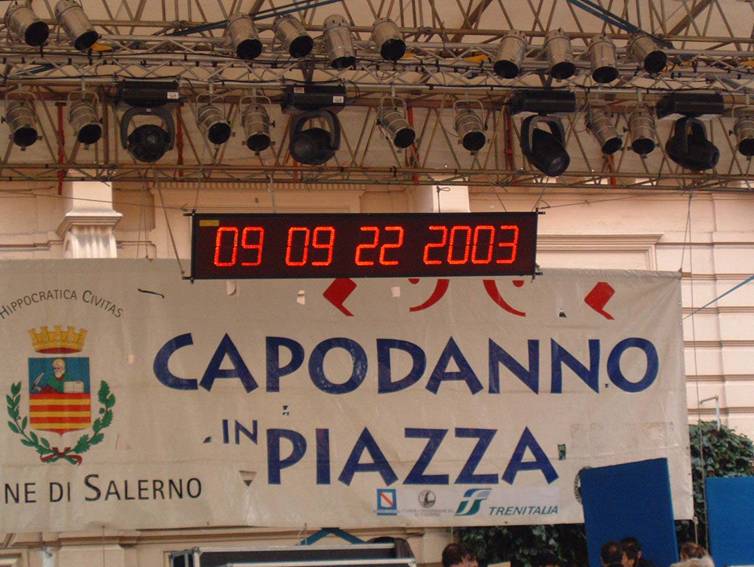 09 09 22 2003
HIPPOCRATICA CIVITAS
CAPODANNO
IN PIAZZA
NE DI SALERNO
TRENITALIA